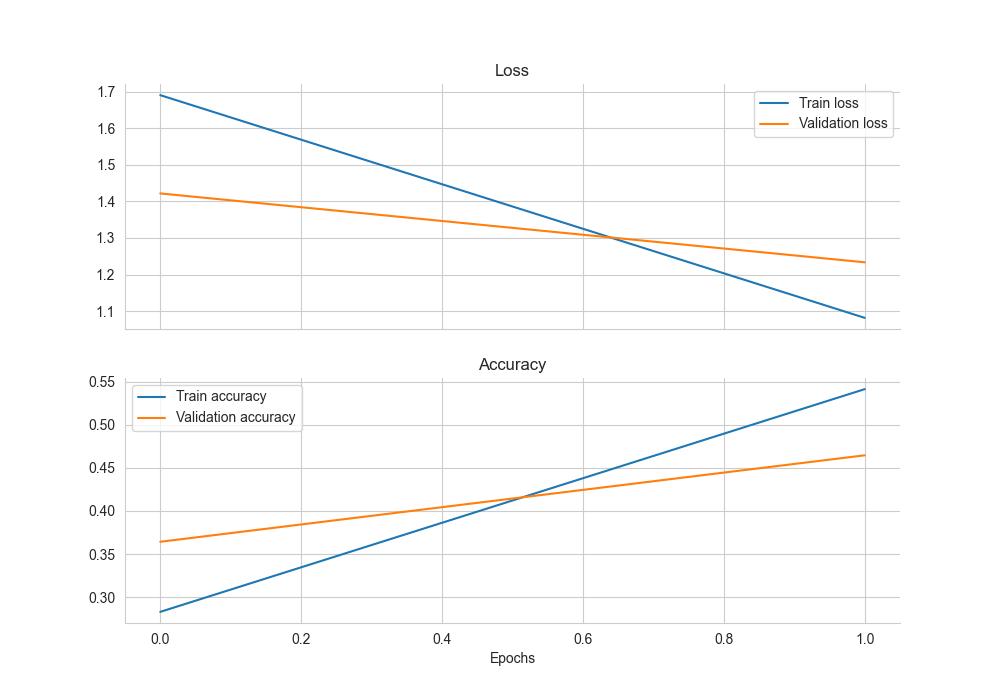 Loss
1.7
1.6
1.5
1.4
1.3
1.2
1.1
Train loss
Validation loss
Accuracy
0.55
0.50
0.45
0.40
0.35
0.30
Train accuracy
Validation accuracy
0.0 0.2 0.4 0.6 0.8 1.0
Epochs